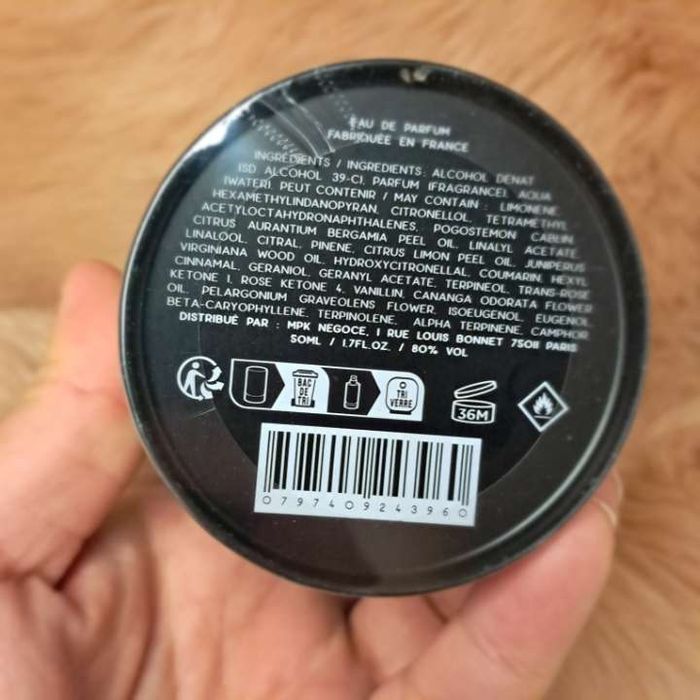 EAU DE PARFUM
FABRIQUÉE EN FRANCE
INGRÉDIENTS / INGREDIENTS: ALCOHOL DENAT
(SD ALCOHOL 39-C), PARFUM (FRAGRANCE), AQUA
(WATER). PEUT CONTENIR / MAY CONTAIN : LIMONENE,
HEXAMETHYLINDANOPYRAN, CITRONELLOL, TETRAMETHYL
ACETYLOCTAHYDRONAPHTHALENES, POGOSTEMON CABLIN,
CITRUS AURANTIUM BERGAMIA PEEL OIL, LINALYL ACETATE,
LINALOOL, CITRAL, PINENE, CITRUS LIMON PEEL OIL, JUNIPERUS
VIRGINIANA WOOD OIL, HYDROXYCITRONELLAL, COUMARIN, HEXYL
CINNAMAL, GERANIOL, GERANYL ACETATE, TERPINEOL, TRANS-ROSE
KETONE 1, ROSE KETONE 4, VANILLIN, CANANGA ODORATA FLOWER
OIL, PELARGONIUM GRAVEOLENS FLOWER, ISOEUGENOL, EUGENOL,
BETA-CARYOPHYLLENE, TERPINOLENE, ALPHA TERPINENE, CAMPHOR
DISTRIBUÉ PAR : MPK NEGOCE, 1 RUE LOUIS BONNET 75011 PARIS
50ML / 1.7FL.OZ. / 80% VOL
BAC DE TRI
TRI VERRE
36M
0797409243960